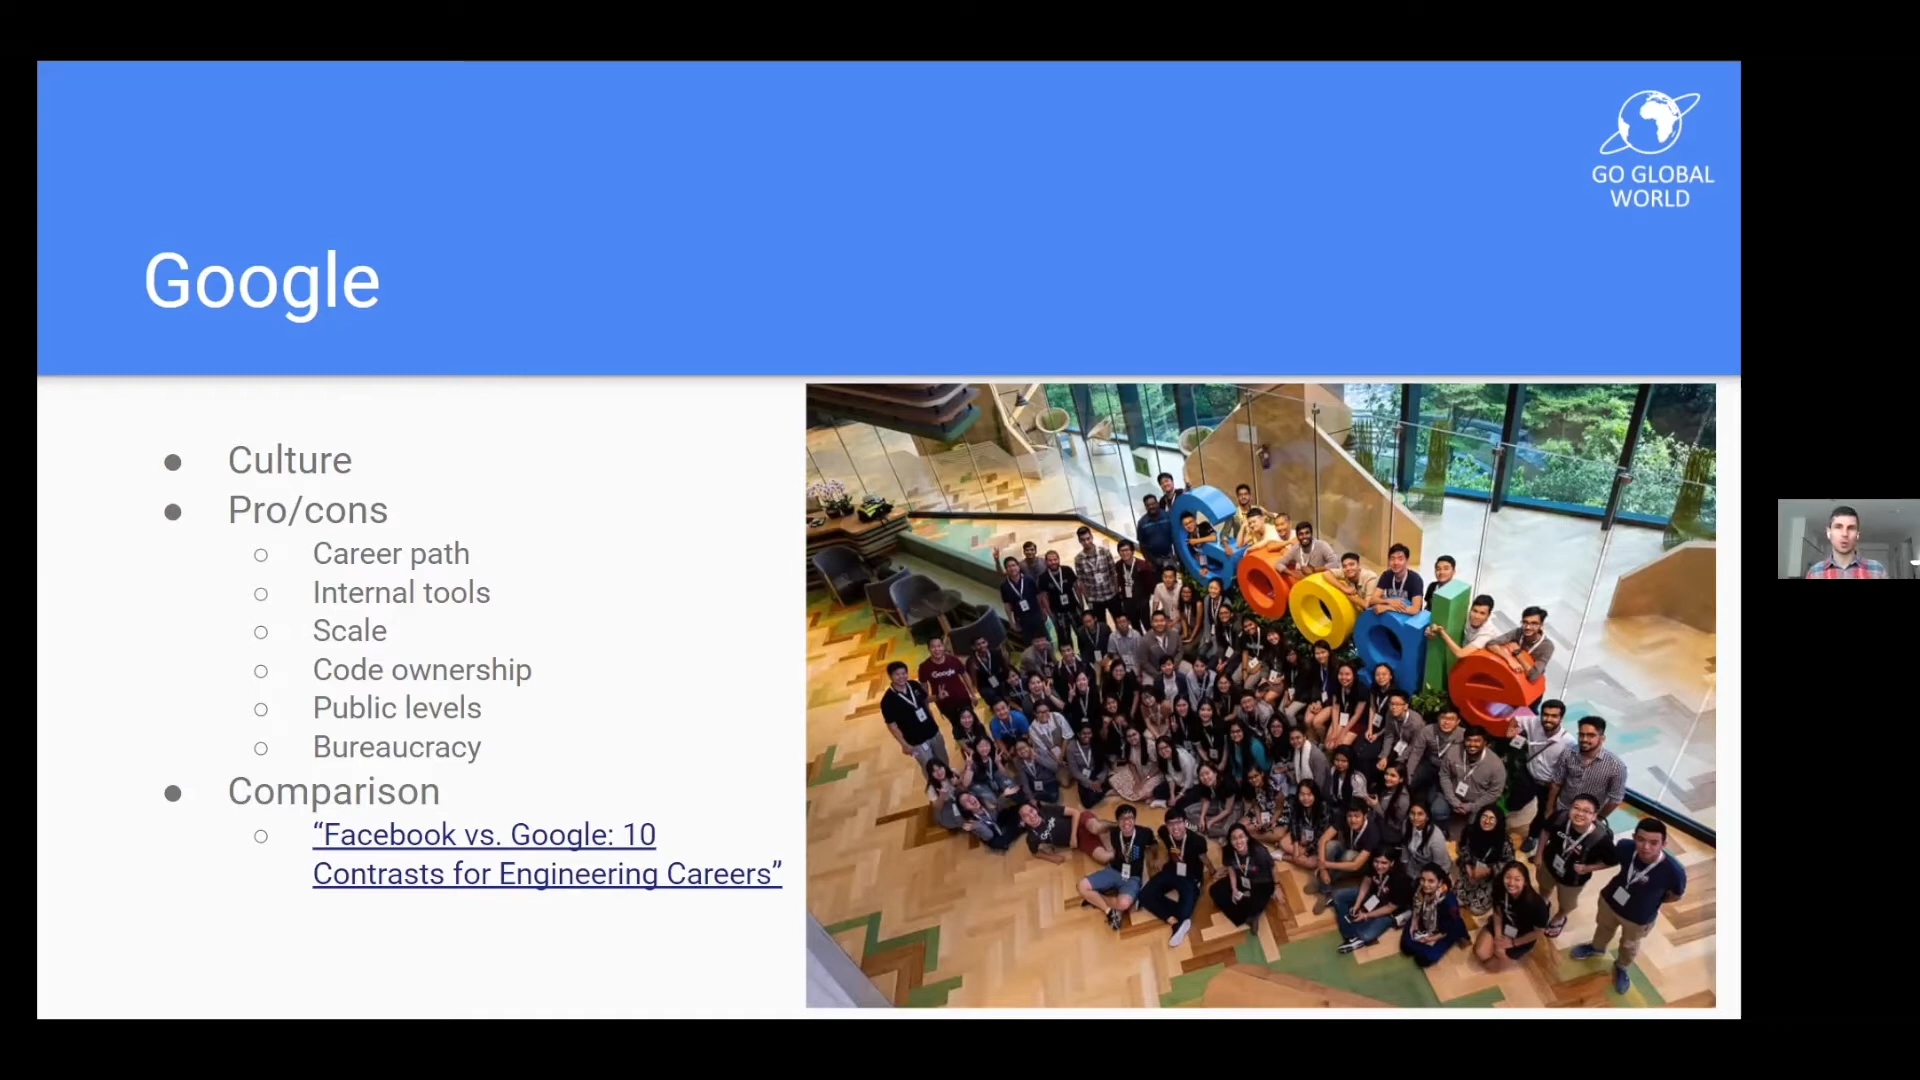 GO GLOBAL
WORLD
Google
Culture
Pro/cons
Career path
Internal tools
Scale
Code ownership
Public levels
Bureaucracy
Comparison
“Facebook vs. Google: 10
Contrasts for Engineering Careers”
Google
Google